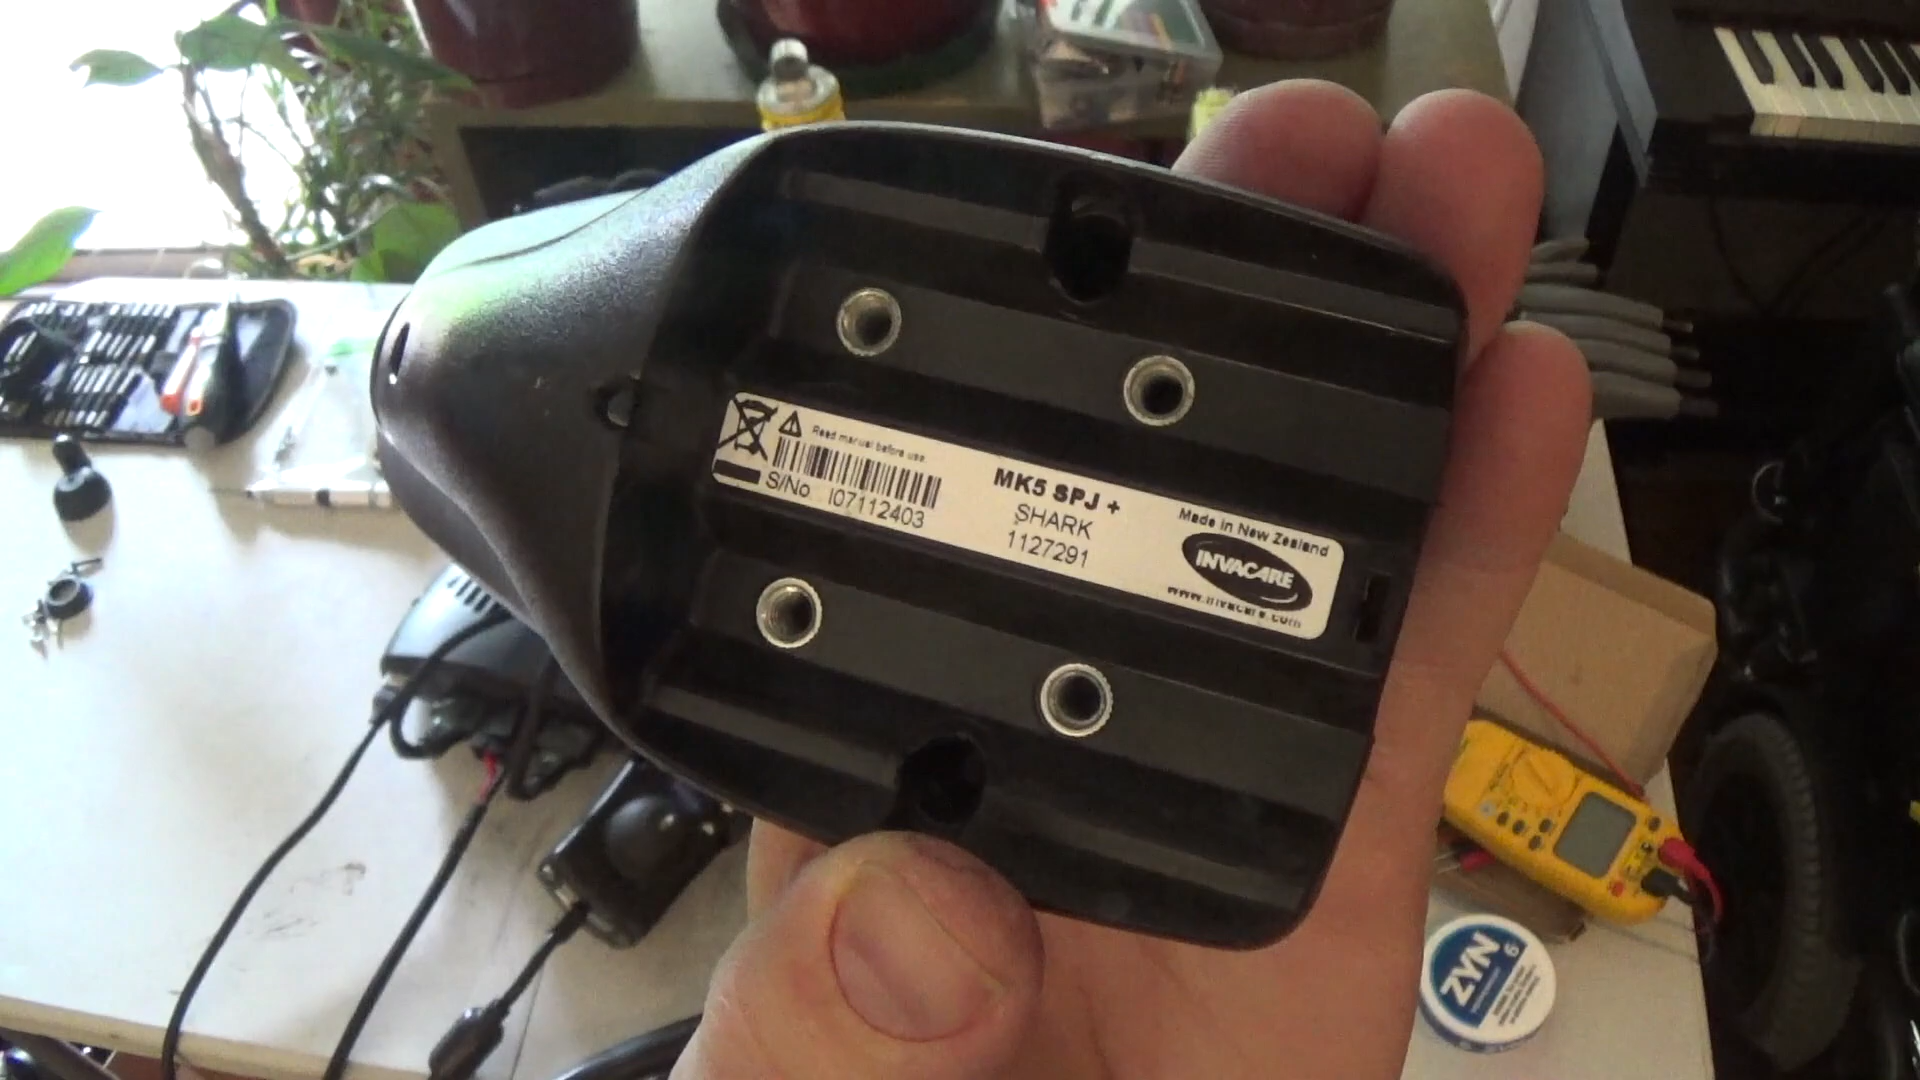 Read manual before use.
S/No I07112403
MK5 SPJ +
SHARK
1127291
Made in New Zealand
INVACARE
www.invacare.com
ZYN
6